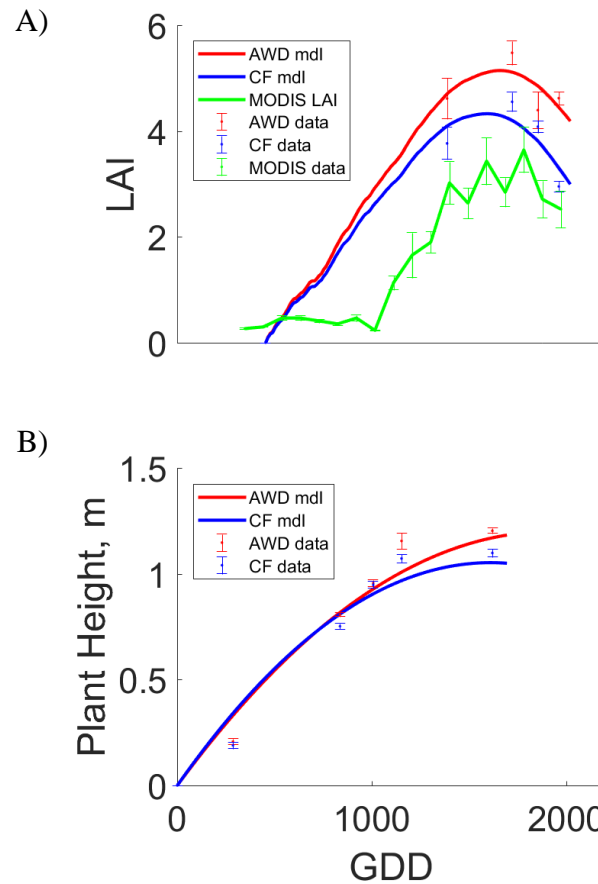 A)
6
4
2
0
LAI
AWD mdl
CF mdl
MODIS LAI
AWD data
CF data
MODIS data
B)
1.5
1
0.5
0
Plant Height, m
AWD mdl
CF mdl
AWD data
CF data
0 1000 2000
GDD